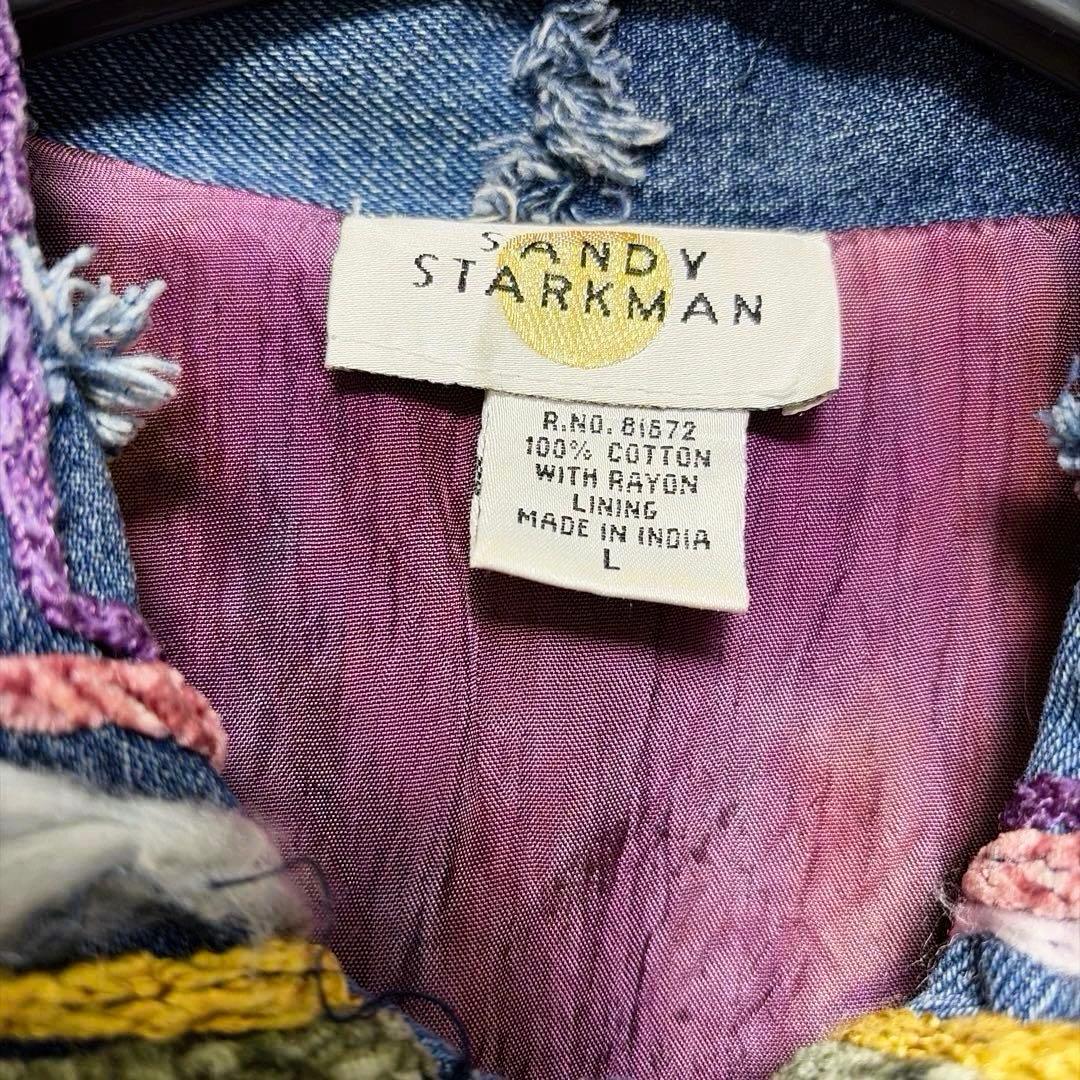 SANDY
STARKMAN
R.NO. 81672
100% COTTON
WITH RAYON
LINING
MADE IN INDIA
L